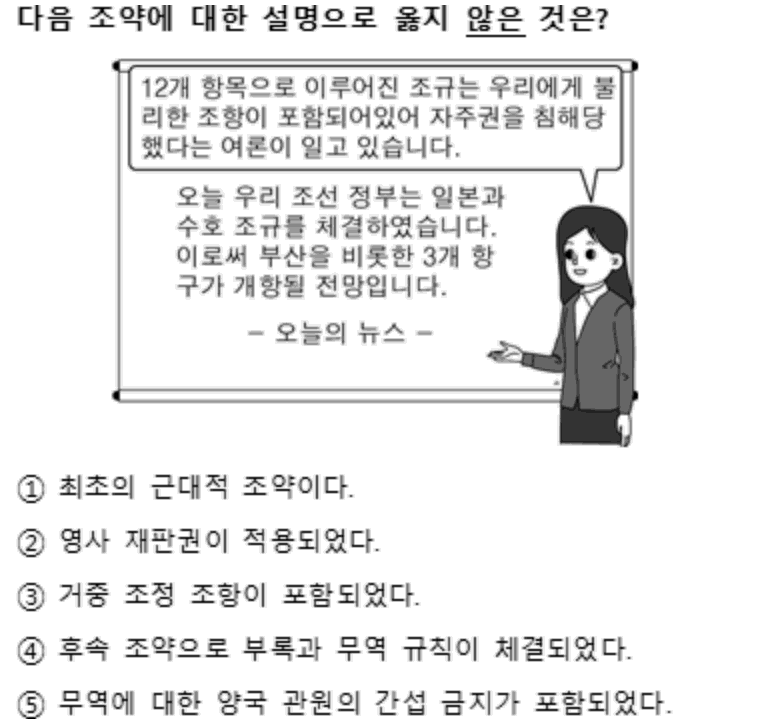 다음 조약에 대한 설명으로 옳지 않은 것은?
12개 항목으로 이루어진 조규는 우리에게 불
리한 조항이 포함되어있어 자주권을 침해당
했다는 여론이 일고 있습니다.
오늘 우리 조선 정부는 일본과
수호 조규를 체결하였습니다.
이로써 부산을 비롯한 3개 항
구가 개항될 전망입니다.
- 오늘의 뉴스 -
① 최초의 근대적 조약이다.
② 영사 재판권이 적용되었다.
③ 거중 조정 조항이 포함되었다.
④ 후속 조약으로 부록과 무역 규칙이 체결되었다.
⑤ 무역에 대한 양국 관원의 간섭 금지가 포함되었다.